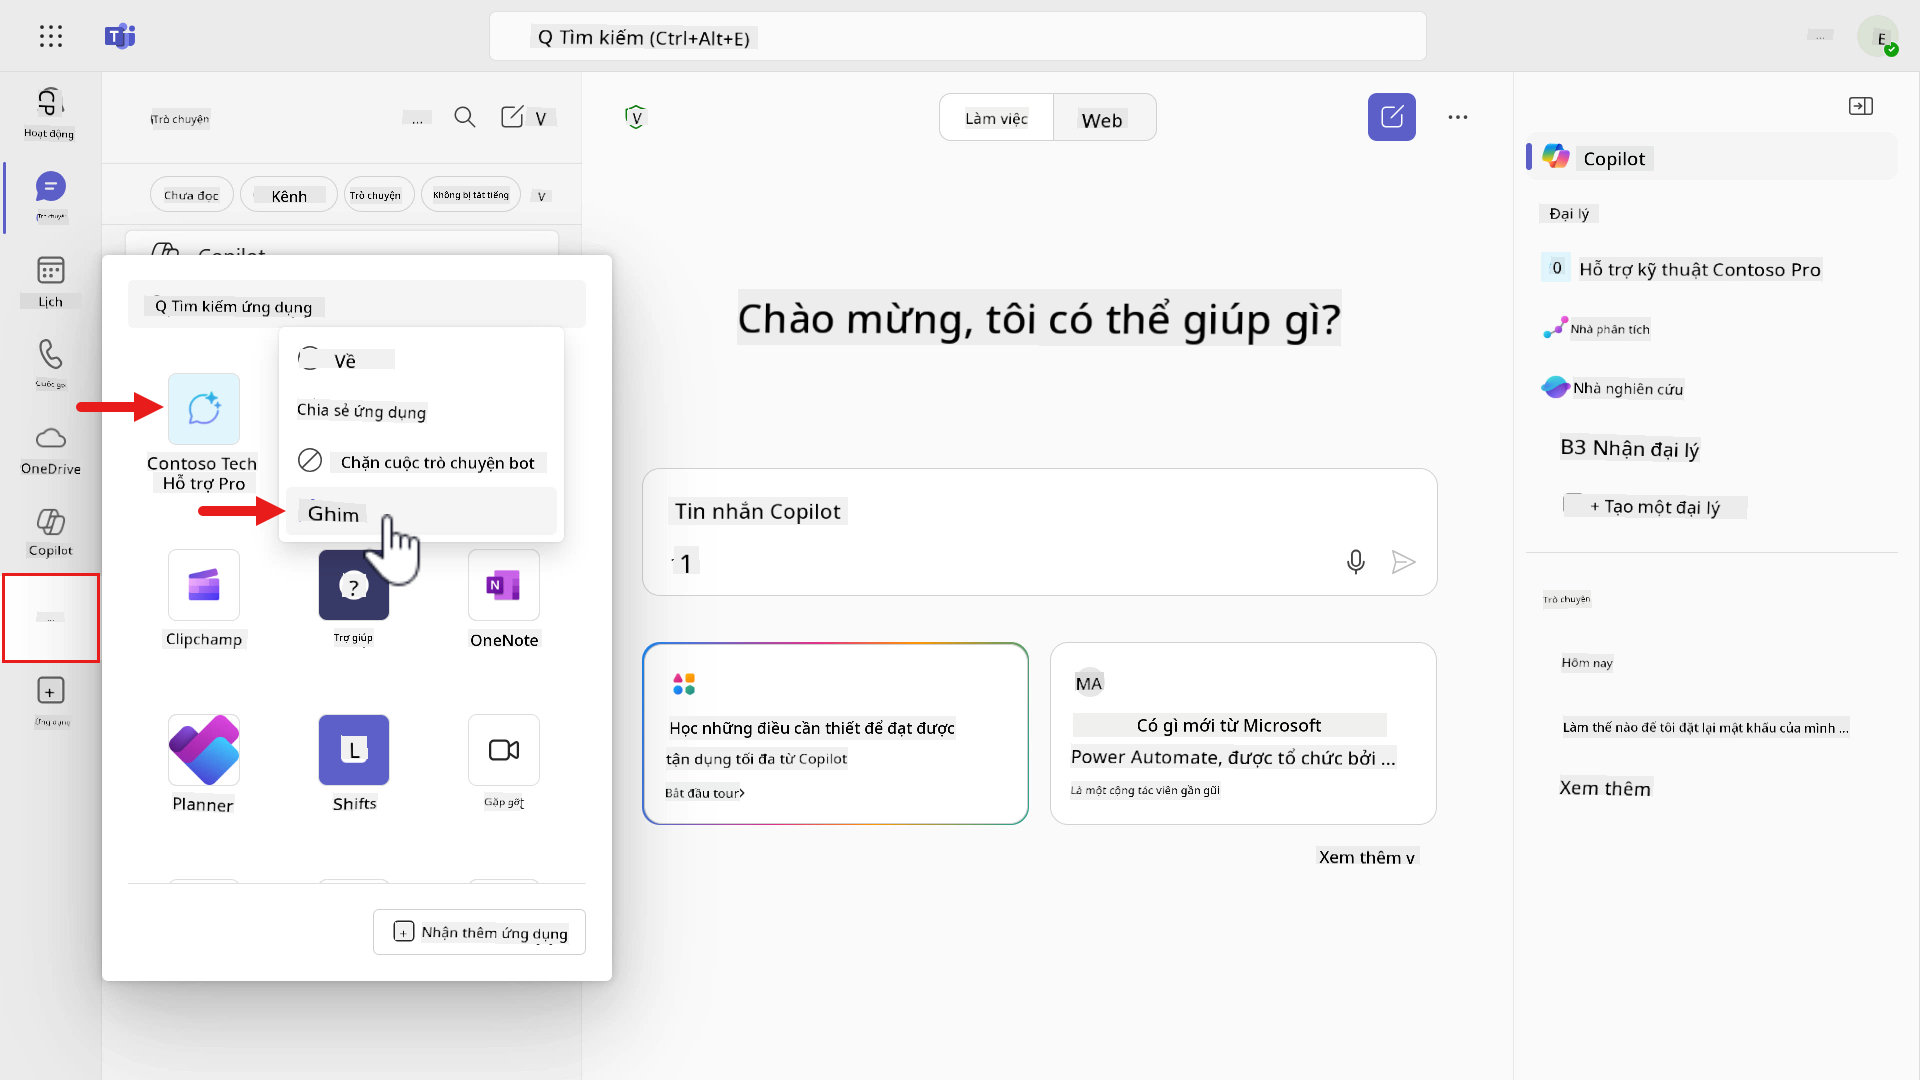 Q Tìm kiếm (Ctrl+Alt+E)
...
E
CP
Hoạt động
Trò chuyện
Lịch
Cuộc gọi
OneDrive
Copilot
...
+
Ứng dụng
Trò chuyện
... V
Chưa đọc
Kênh
Trò chuyện
Không bị tắt tiếng
V
Copilot
Q Tìm kiếm ứng dụng
Về
Chia sẻ ứng dụng
Chặn cuộc trò chuyện bot
Ghim
Contoso Tech
Hỗ trợ Pro
Clipchamp
?
Trợ giúp
N
OneNote
Planner
L
Shifts
Gặp gỡ
+ Nhận thêm ứng dụng
V
Làm việc
Web
Chào mừng, tôi có thể giúp gì?
Tin nhắn Copilot
1
Học những điều cần thiết để đạt được
tận dụng tối đa từ Copilot
Bắt đầu tour>
MA
Có gì mới từ Microsoft
Power Automate, được tổ chức bởi ...
Là một cộng tác viên gần gũi
Xem thêm v
Copilot
Đại lý
0 Hỗ trợ kỹ thuật Contoso Pro
Nhà phân tích
Nhà nghiên cứu
B3 Nhận đại lý
+ Tạo một đại lý
Trò chuyện
Hôm nay
Làm thế nào để tôi đặt lại mật khẩu của mình ...
Xem thêm